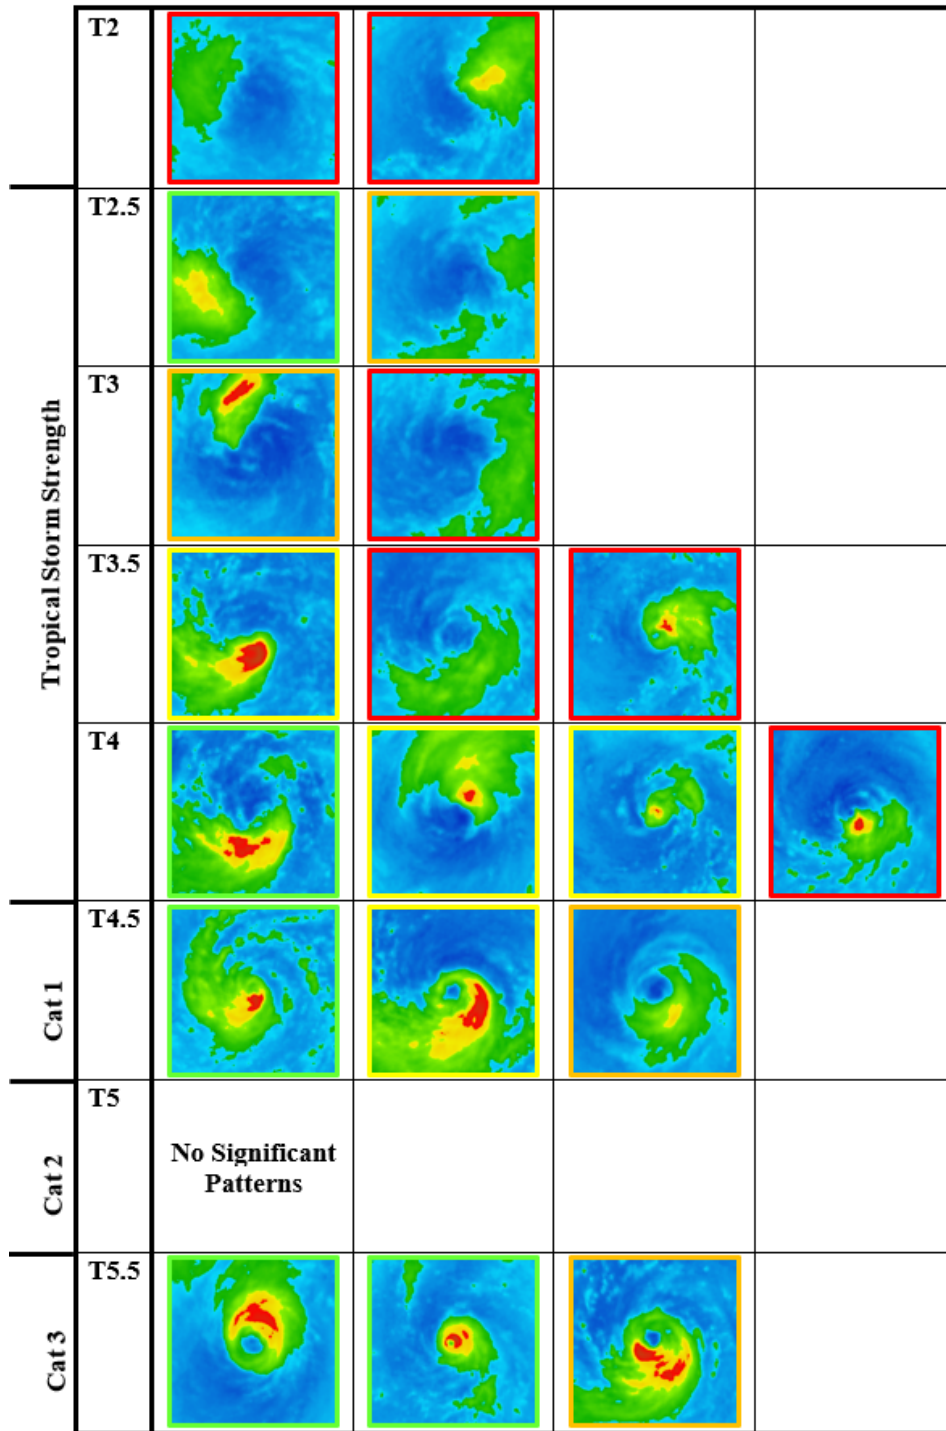 T2
Tropical Storm Strength
T2.5
T3
T3.5
T4
Cat 1
T4.5
Cat 2
T5
No Significant
Patterns
Cat 3
T5.5